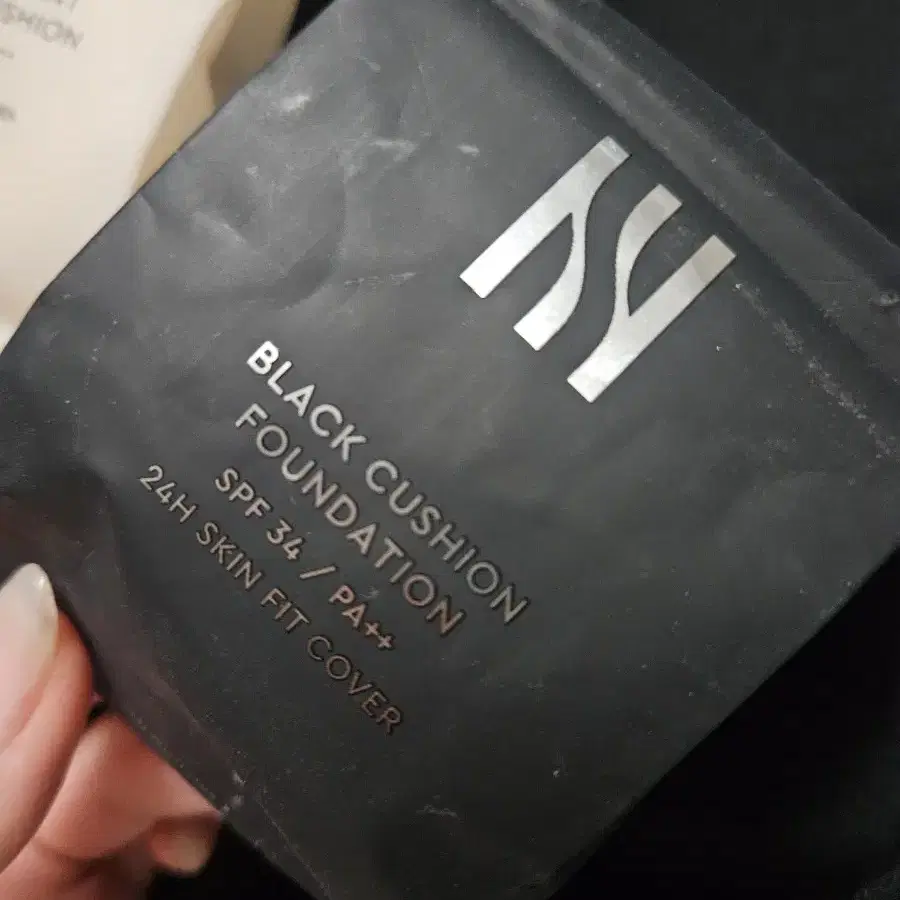 BLACK CUSHION
FOUNDATION
SPF 34 / PA++
24H SKIN FIT COVER